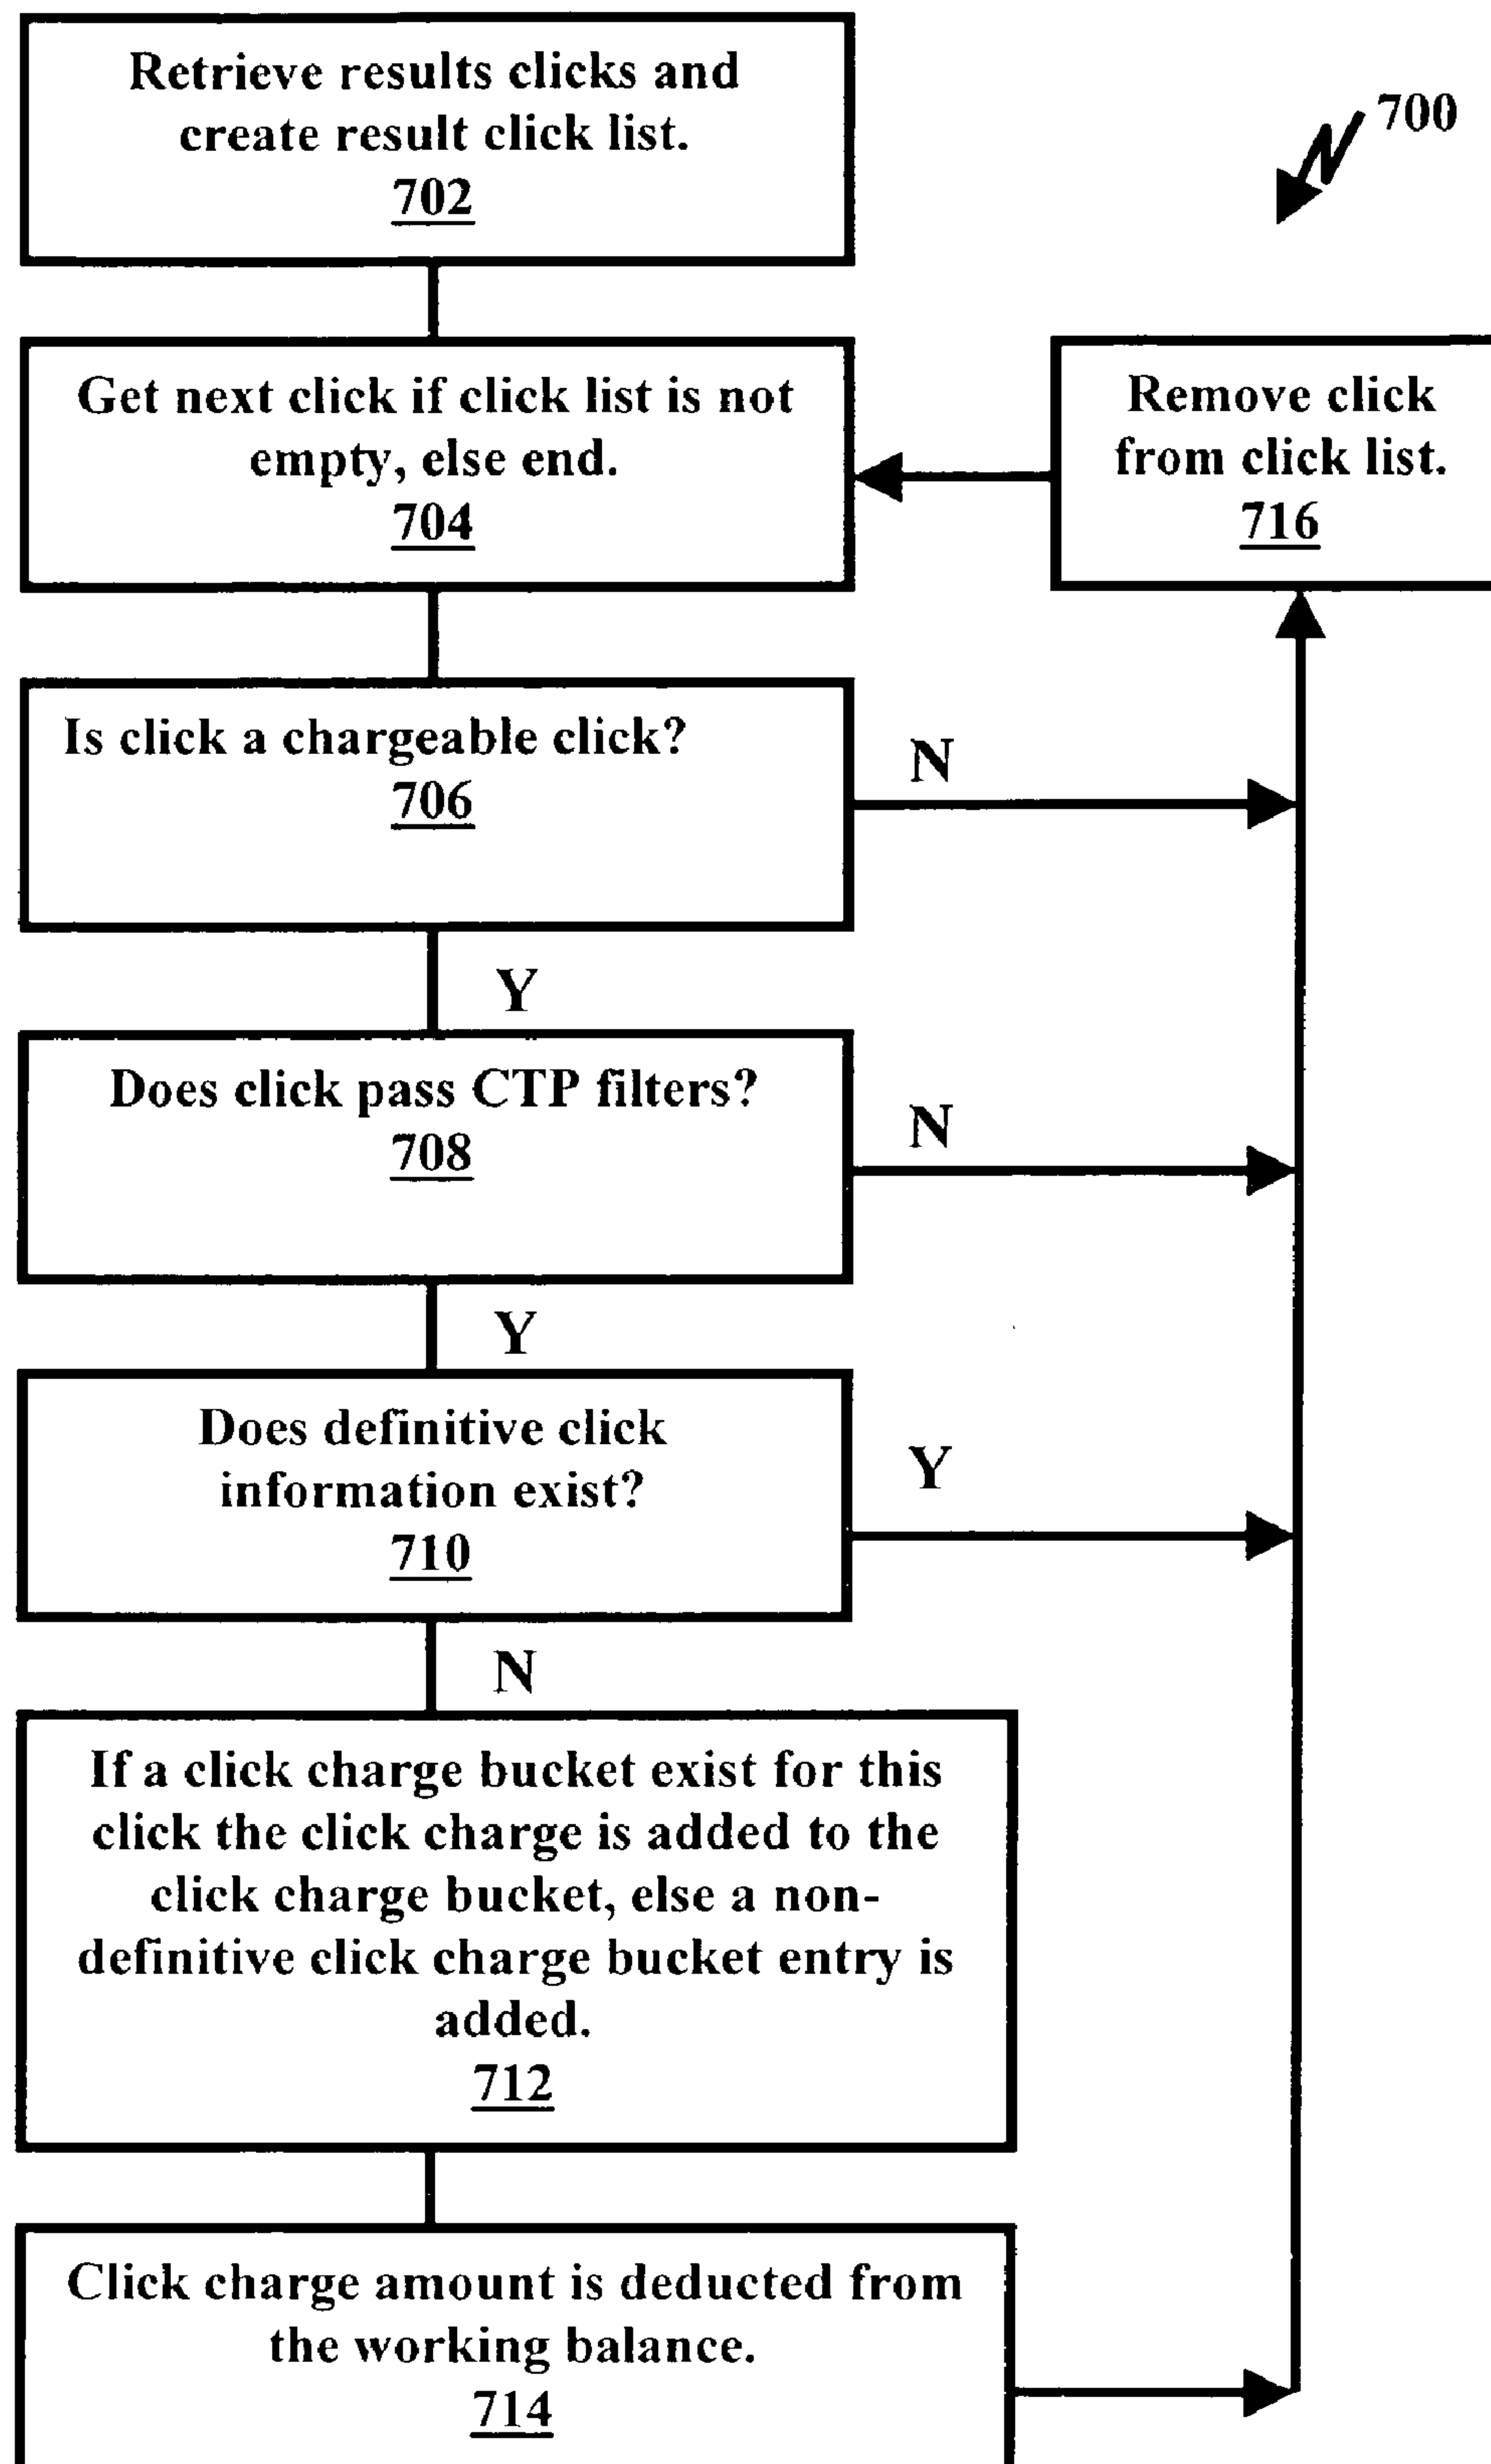 Retrieve results clicks and
create result click list.
702
700
Get next click if click list is not
empty, else end.
704
Remove click
from click list.
716
Is click a chargeable click?
706
N
Y
Does click pass CTP filters?
708
N
Y
Does definitive click
information exist?
710
Y
N
If a click charge bucket exist for this
click the click charge is added to the
click charge bucket, else a non-
definitive click charge bucket entry is
added.
712
Click charge amount is deducted from
the working balance.
714